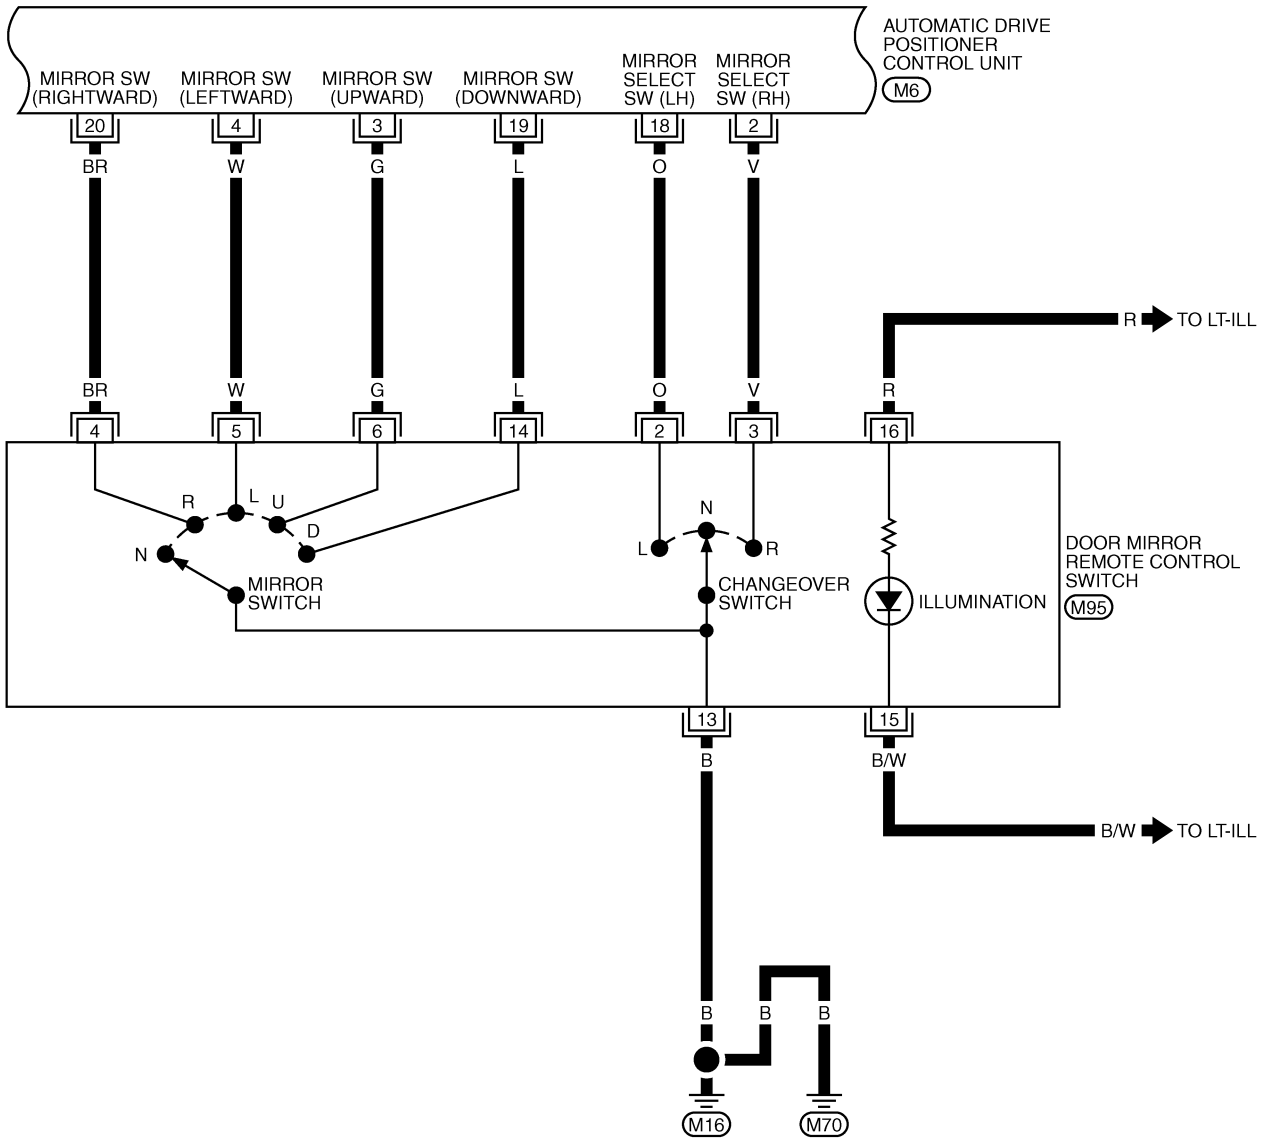 AUTOMATIC DRIVE
POSITIONER
CONTROL UNIT
M6
MIRROR SW
(RIGHTWARD)
MIRROR SW
(LEFTWARD)
MIRROR SW
(UPWARD)
MIRROR SW
(DOWNWARD)
MIRROR
SELECT
SW (LH)
MIRROR
SELECT
SW (RH)
20 4 3 19 18 2
BR W G L O V
R TO LT-ILL
BR W G L O V R
4 5 6 14 2 3 16
R L U D N
MIRROR
SWITCH
L N R
CHANGEOVER
SWITCH
ILLUMINATION
DOOR MIRROR
REMOTE CONTROL
SWITCH
M95
13 15
B B/W
B/W TO LT-ILL
B B B
M16 M70